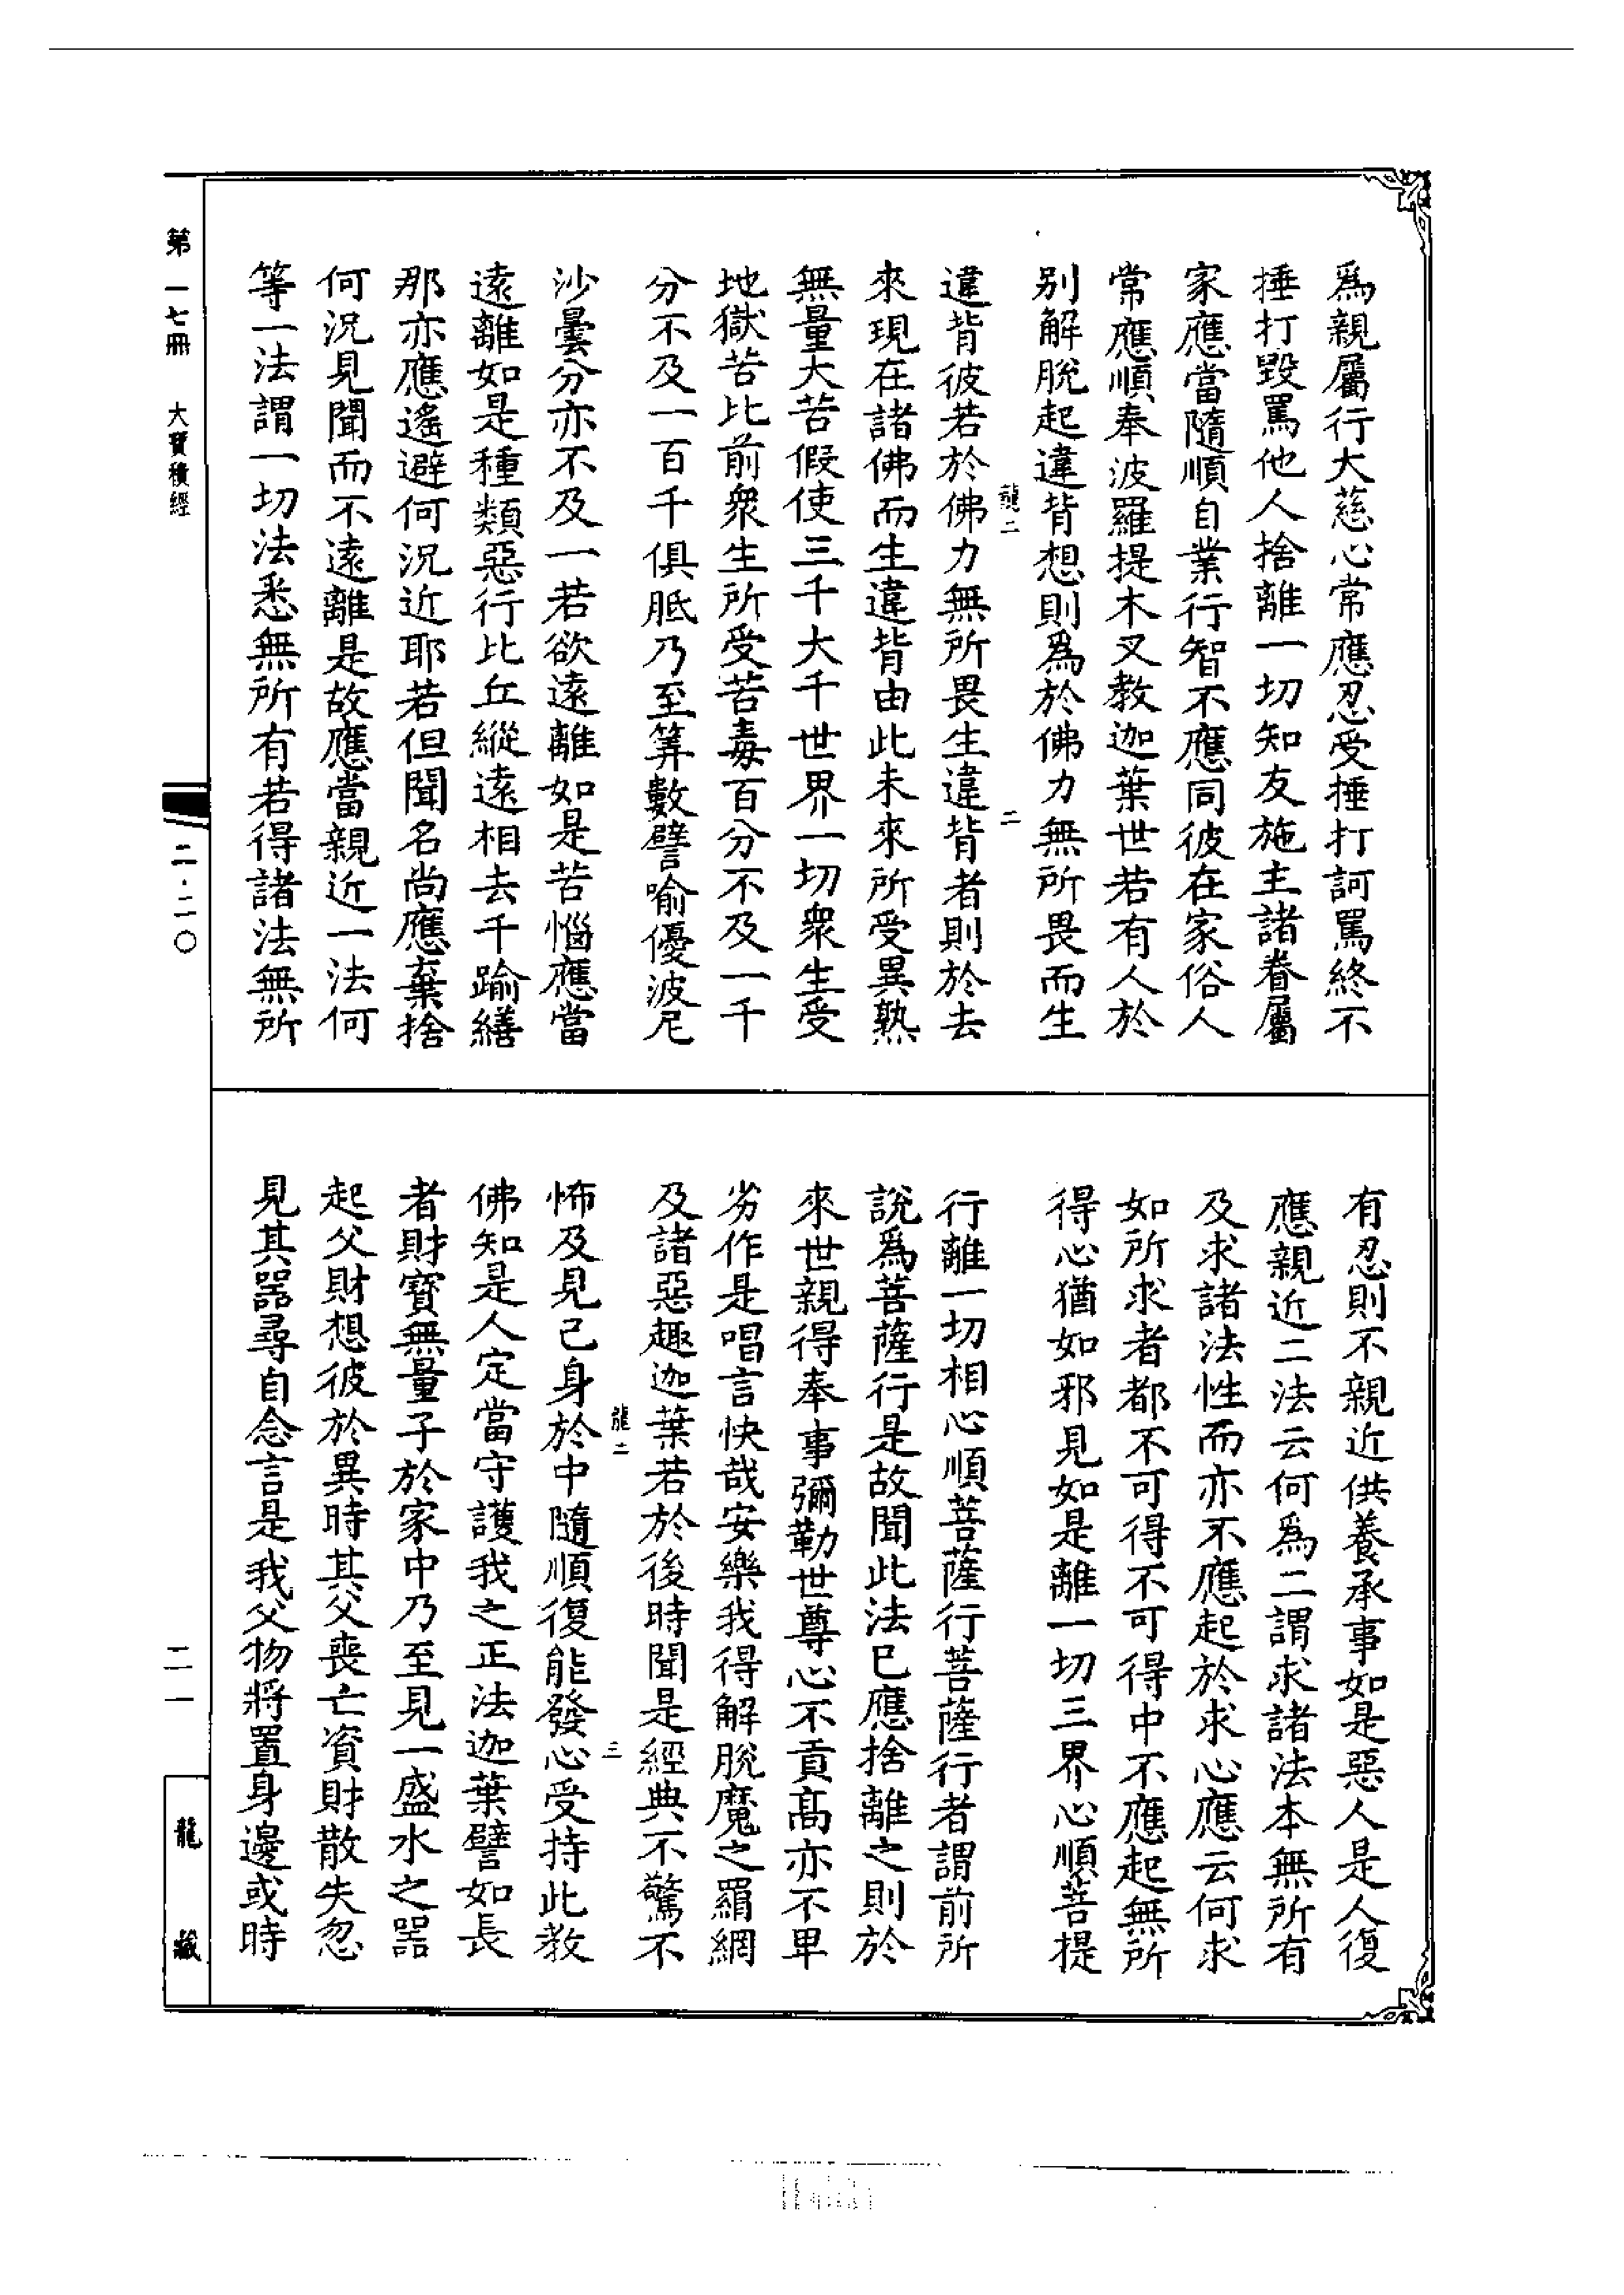 爲親屬行大慈心常應忍受捶打訶罵終不
捶打毀罵他人捨離一切知友施主諸眷屬
家應當隨順自業行智不應同彼在家俗人
常應順奉波羅提木叉教迦葉世若有人於
別解脫起違背想則爲於佛力無所畏而生
龍二
二
違背彼若於佛力無所畏生違背者則於去
來現在諸佛而生違背由此未來所受異熟
無量大苦假使三千大千世界一切衆生受
地獄苦比前衆生所受苦毒百分不及一千
分不及一百千俱胝乃至筭數譬喻優波尼
沙曇分亦不及一若欲遠離如是苦惱應當
遠離如是種類惡行比丘縱遠相去千踰繕
那亦應遙避何況近耶若但聞名尚應棄捨
何況見聞而不遠離是故應當親近一法何
等一法謂一切法悉無所有若得諸法無所
有忍則不親近供養承事如是惡人是人復
應親近二法云何爲二謂求諸法本無所有
及求諸法性而亦不應起於求心應云何求
如所求者都不可得不可得中不應起無所
得心猶如邪見如是離一切三界心順菩提
行離一切相心順菩薩行菩薩行者謂前所
說爲菩薩行是故聞此法已應捨離之則於
來世親得奉事彌勒世尊心不貢高亦不卑
劣作是唱言快哉安樂我得解脫魔之羂網
及諸惡趣迦葉若於後時聞是經典不驚不
龍二
三
怖及見己身於中隨順復能發心受持此教
佛知是人定當守護我之正法迦葉譬如長
者財寶無量子於家中乃至見一盛水之器
起父財想彼於異時其父喪亡資財散失忽
見其器尋自念言是我父物將置身邊或時
第一七冊 大寶積經
二·二〇
二一
龍藏